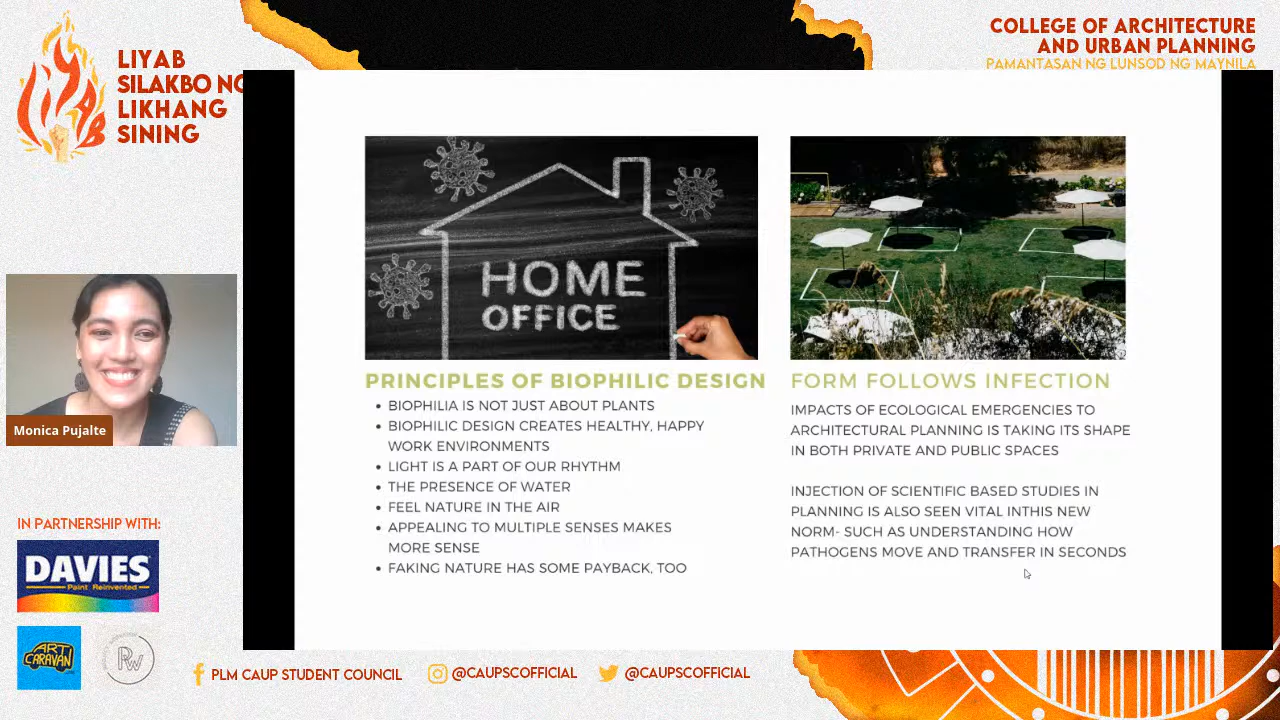 LIYAB
SILAKBO NG
LIKHANG
SINING
COLLEGE OF ARCHITECTURE
AND URBAN PLANNING
PAMANTASAN NG LUNSOD NG MAYNILA
HOME
OFFICE
PRINCIPLES OF BIOPHILIC DESIGN
• BIOPHILIA IS NOT JUST ABOUT PLANTS
• BIOPHILIC DESIGN CREATES HEALTHY, HAPPY
WORK ENVIRONMENTS
• LIGHT IS A PART OF OUR RHYTHM
• THE PRESENCE OF WATER
• FEEL NATURE IN THE AIR
• APPEALING TO MULTIPLE SENSES MAKES
MORE SENSE
• FAKING NATURE HAS SOME PAYBACK, TOO
FORM FOLLOWS INFECTION
IMPACTS OF ECOLOGICAL EMERGENCIES TO
ARCHITECTURAL PLANNING IS TAKING ITS SHAPE
IN BOTH PRIVATE AND PUBLIC SPACES
INJECTION OF SCIENTIFIC BASED STUDIES IN
PLANNING IS ALSO SEEN VITAL INTHIS NEW
NORM- SUCH AS UNDERSTANDING HOW
PATHOGENS MOVE AND TRANSFER IN SECONDS
Monica Pujalte
IN PARTNERSHIP WITH:
DAVIES
Paint Reinvented
ART
CARAVAN
PW
PLM CAUP STUDENT COUNCIL
@CAUPSCOFFICIAL
@CAUPSCOFFICIAL